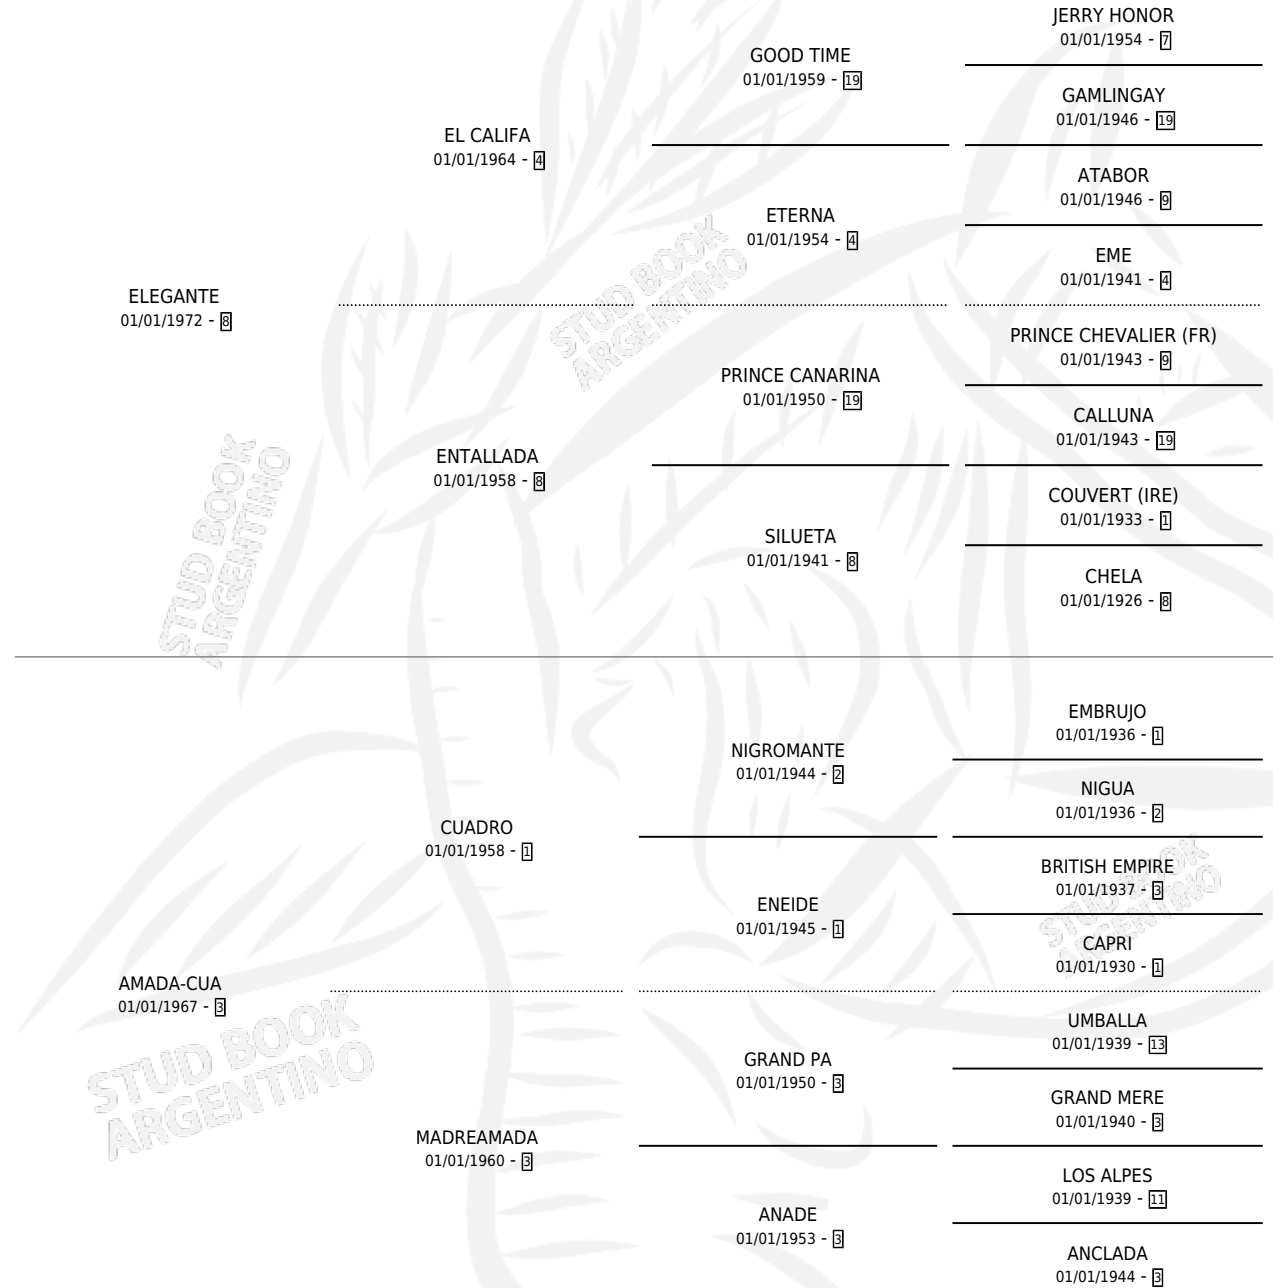 JERRY HONOR
01/01/1954 - 7
GOOD TIME
01/01/1959 - 19
GAMLINGAY
01/01/1946 - 19
EL CALIFA
01/01/1964 - 4
ATABOR
01/01/1946 - 9
ETERNA
01/01/1954 - 4
EME
01/01/1941 - 4
ELEGANTE
01/01/1972 - 8
PRINCE CHEVALIER (FR)
01/01/1943 - 9
PRINCE CANARINA
01/01/1950 - 19
CALLUNA
01/01/1943 - 19
ENTALLADA
01/01/1958 - 8
COUVERT (IRE)
01/01/1933 - 1
SILUETA
01/01/1941 - 8
CHELA
01/01/1926 - 8
STUD BOOK
ARGENTINO
STUD BOOK
ARGENTINO
EMBRUJO
01/01/1936 - 1
NIGROMANTE
01/01/1944 - 2
NIGUA
01/01/1936 - 2
CUADRO
01/01/1958 - 1
BRITISH EMPIRE
01/01/1937 - 3
ENEIDE
01/01/1945 - 1
CAPRI
01/01/1930 - 1
AMADA-CUA
01/01/1967 - 3
UMBALLA
01/01/1939 - 13
GRAND PA
01/01/1950 - 3
GRAND MERE
01/01/1940 - 3
MADREAMADA
01/01/1960 - 3
LOS ALPES
01/01/1939 - 11
ANADE
01/01/1953 - 3
ANCLADA
01/01/1944 - 3
STUD BOOK
ARGENTINO
STUD BOOK
ARGENTINO